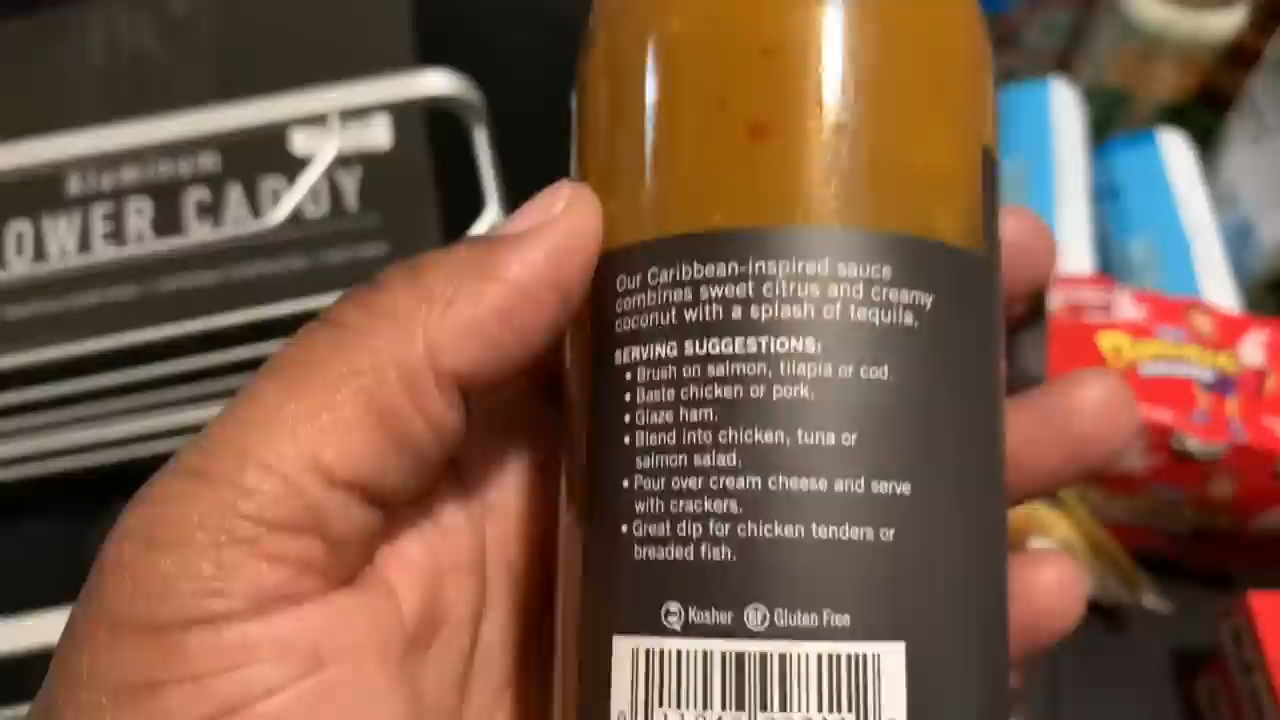 Aluminum
OWER CADDY
Our Caribbean-inspired sauce
combines sweet citrus and creamy
coconut with a splash of tequila.
SERVING SUGGESTIONS:
• Brush on salmon, tilapia or cod.
• Baste chicken or pork.
• Glaze ham.
• Blend into chicken, tuna or
salmon salad.
• Pour over cream cheese and serve
with crackers.
• Great dip for chicken tenders or
breaded fish.
Kosher GF Gluten Free